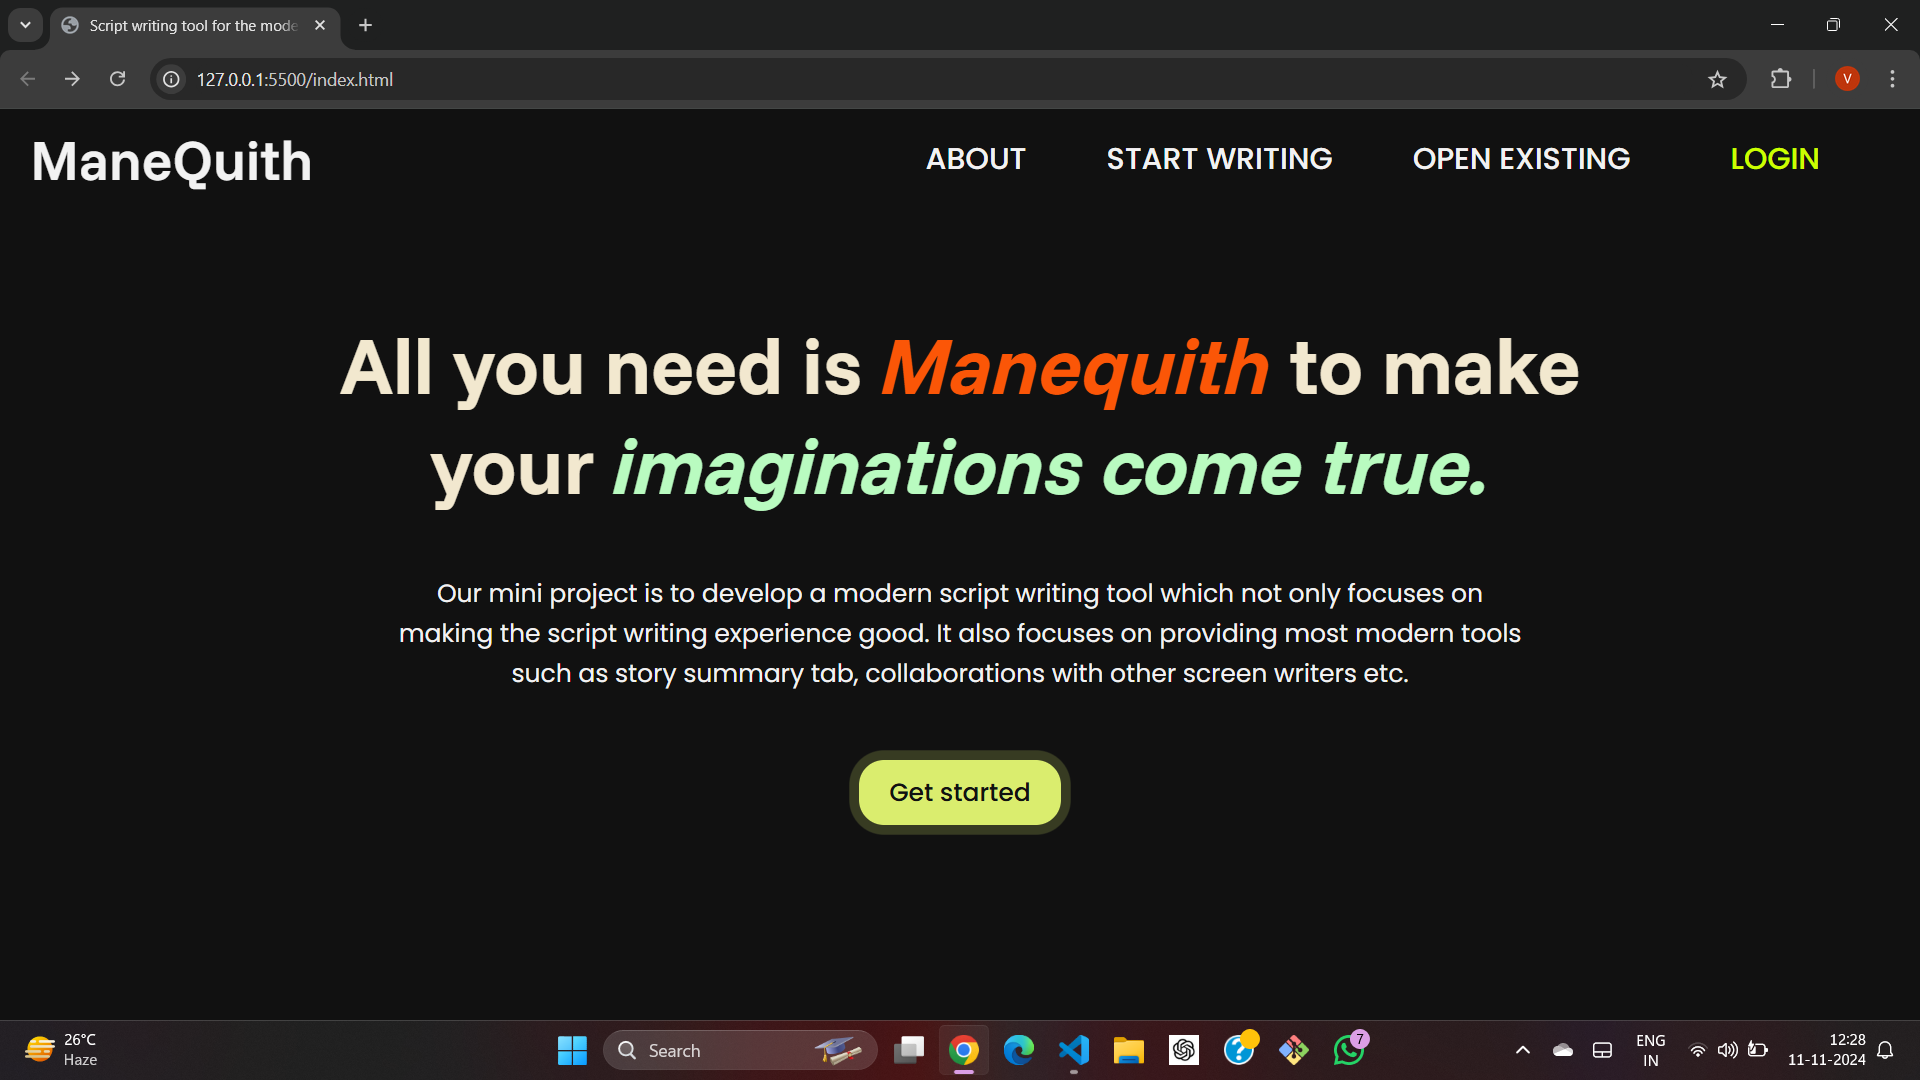 Script writing tool for the mode
127.0.0.1:5500/index.html
V
ManeQuith
ABOUT
START WRITING
OPEN EXISTING
LOGIN
All you need is Manequith to make
your imaginations come true.
Our mini project is to develop a modern script writing tool which not only focuses on
making the script writing experience good. It also focuses on providing most modern tools
such as story summary tab, collaborations with other screen writers etc.
Get started
26°C
Haze
Search
7
ENG
IN
12:28
11-11-2024